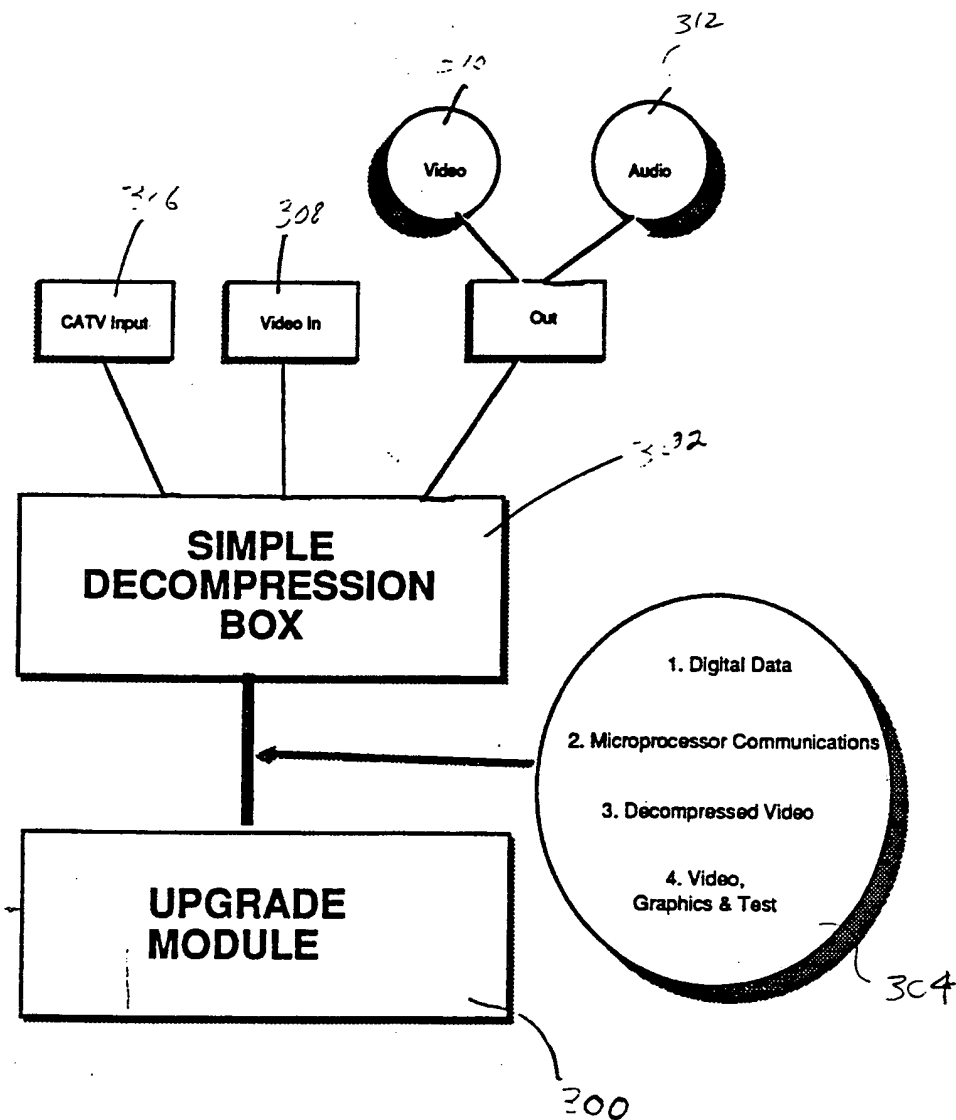 312
Video
Audio
308
CATV Input
Video In
Out
SIMPLE
DECOMPRESSION
BOX
1. Digital Data
2. Microprocessor Communications
3. Decompressed Video
4. Video,
Graphics & Test
UPGRADE
MODULE
304
300